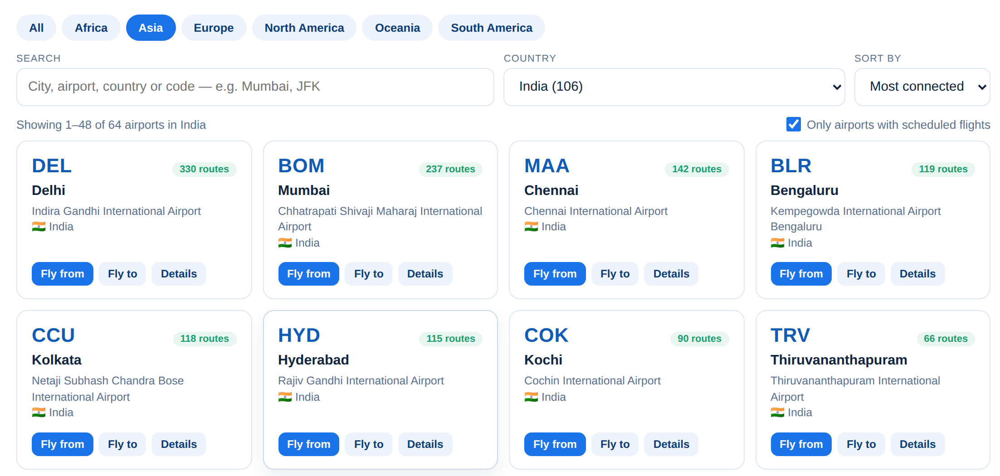 All Africa Asia Europe North America Oceania South America
SEARCH COUNTRY SORT BY
City, airport, country or code — e.g. Mumbai, JFK India (106) Most connected
Showing 1–48 of 64 airports in India Only airports with scheduled flights
DEL 330 routes
Delhi
Indira Gandhi International Airport
India
Fly from Fly to Details
BOM 237 routes
Mumbai
Chhatrapati Shivaji Maharaj International
Airport
India
Fly from Fly to Details
MAA 142 routes
Chennai
Chennai International Airport
India
Fly from Fly to Details
BLR 119 routes
Bengaluru
Kempegowda International Airport
Bengaluru
India
Fly from Fly to Details
CCU 118 routes
Kolkata
Netaji Subhash Chandra Bose
International Airport
India
Fly from Fly to Details
HYD 115 routes
Hyderabad
Rajiv Gandhi International Airport
India
Fly from Fly to Details
COK 90 routes
Kochi
Cochin International Airport
India
Fly from Fly to Details
TRV 66 routes
Thiruvananthapuram
Thiruvananthapuram International
Airport
India
Fly from Fly to Details